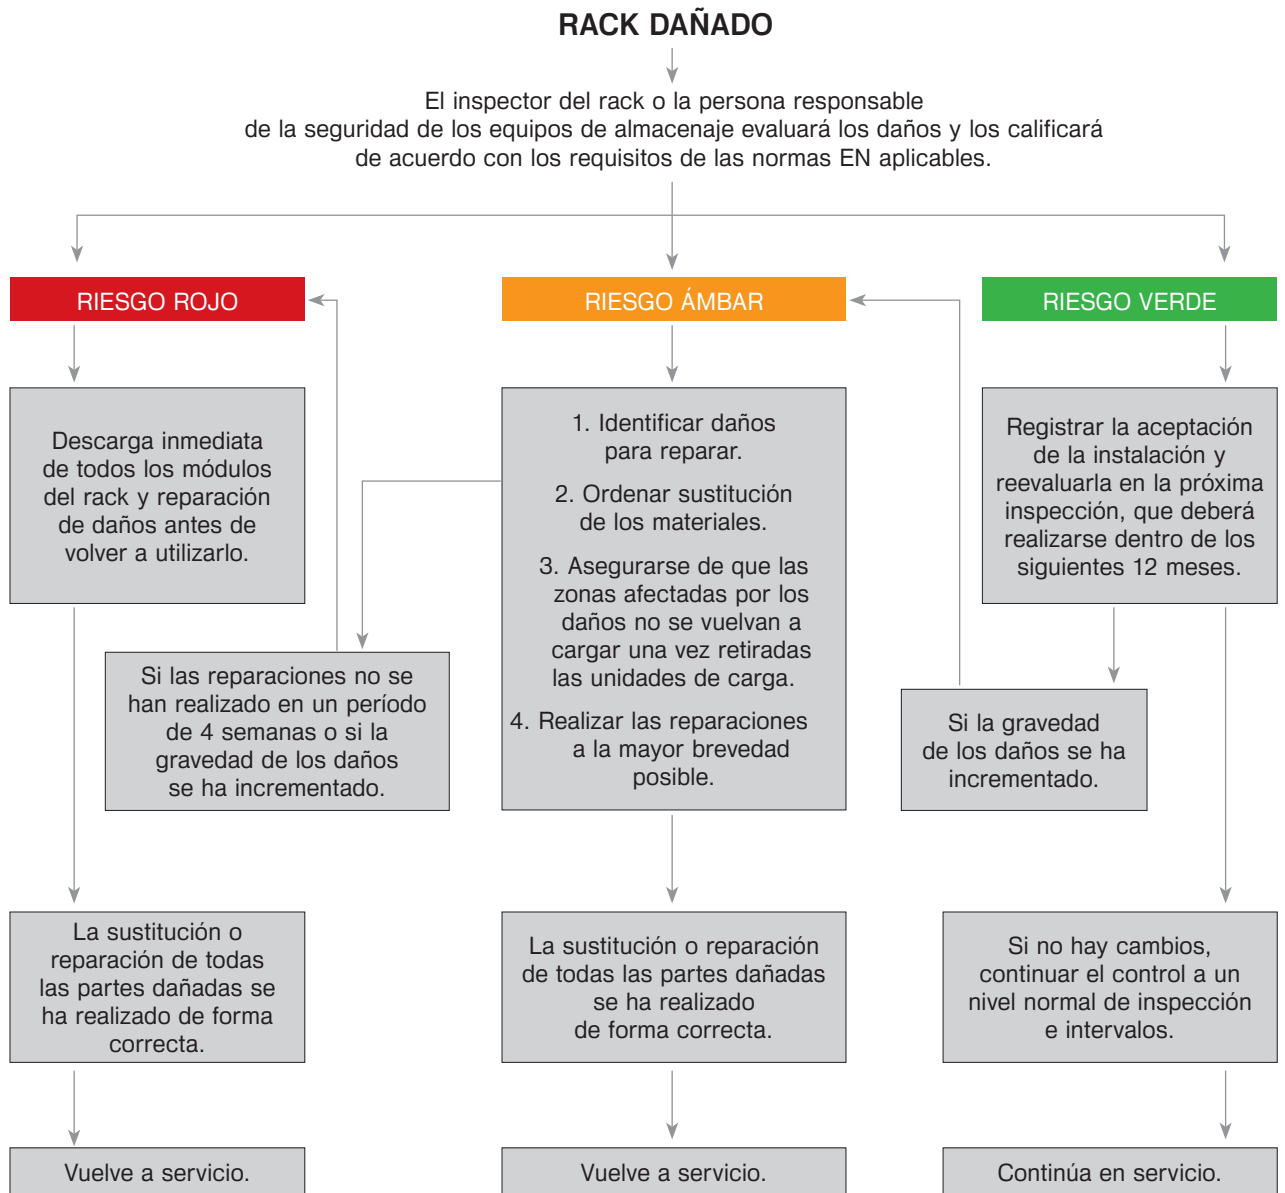 RACK DAÑADO
El inspector del rack o la persona responsable
de la seguridad de los equipos de almacenaje evaluará los daños y los calificará
de acuerdo con los requisitos de las normas EN aplicables.
RIESGO ROJO
RIESGO ÁMBAR
RIESGO VERDE
Descarga inmediata
de todos los módulos
del rack y reparación
de daños antes de
volver a utilizarlo.
1. Identificar daños
para reparar.
2. Ordenar sustitución
de los materiales.
3. Asegurarse de que las
zonas afectadas por los
daños no se vuelvan a
cargar una vez retiradas
las unidades de carga.
4. Realizar las reparaciones
a la mayor brevedad
posible.
Registrar la aceptación
de la instalación y
reevaluarla en la próxima
inspección, que deberá
realizarse dentro de los
siguientes 12 meses.
Si las reparaciones no se
han realizado en un período
de 4 semanas o si la
gravedad de los daños
se ha incrementado.
Si la gravedad
de los daños se ha
incrementado.
La sustitución o
reparación de todas
las partes dañadas se
ha realizado de forma
correcta.
La sustitución o reparación
de todas las partes dañadas
se ha realizado
de forma correcta.
Si no hay cambios,
continuar el control a un
nivel normal de inspección
e intervalos.
Vuelve a servicio.
Vuelve a servicio.
Continúa en servicio.